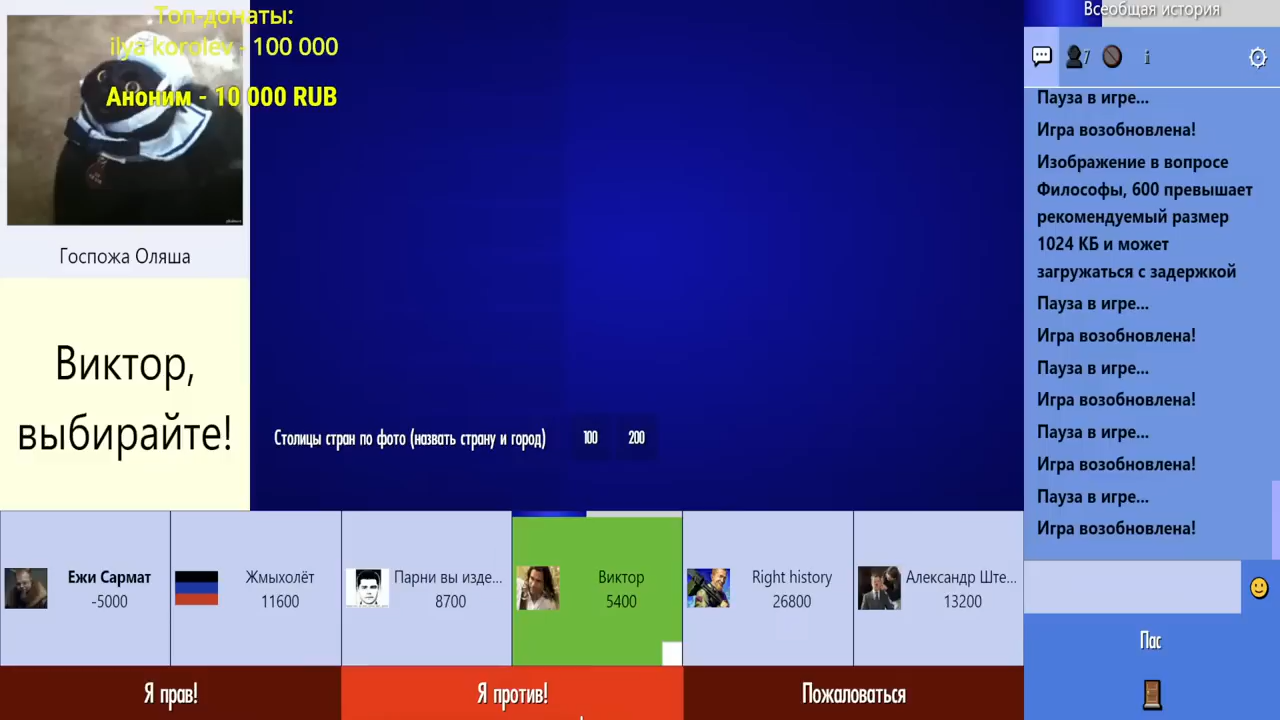 Топ-донаты:
ilya korolev - 100 000
Аноним - 10 000 RUB
Госпожа Оляша
Виктор,
выбирайте!
Столицы стран по фото (назвать страну и город) 100 200
Всеобщая история
7
i
Пауза в игре...
Игра возобновлена!
Изображение в вопросе
Философы, 600 превышает
рекомендуемый размер
1024 КБ и может
загружаться с задержкой
Пауза в игре...
Игра возобновлена!
Пауза в игре...
Игра возобновлена!
Пауза в игре...
Игра возобновлена!
Пауза в игре...
Игра возобновлена!
Ежи Сармат
-5000
Жмыхолёт
11600
Парни вы изде...
8700
Виктор
5400
Right history
26800
Александр Ште...
13200
Пас
Я прав!
Я против!
Пожаловаться